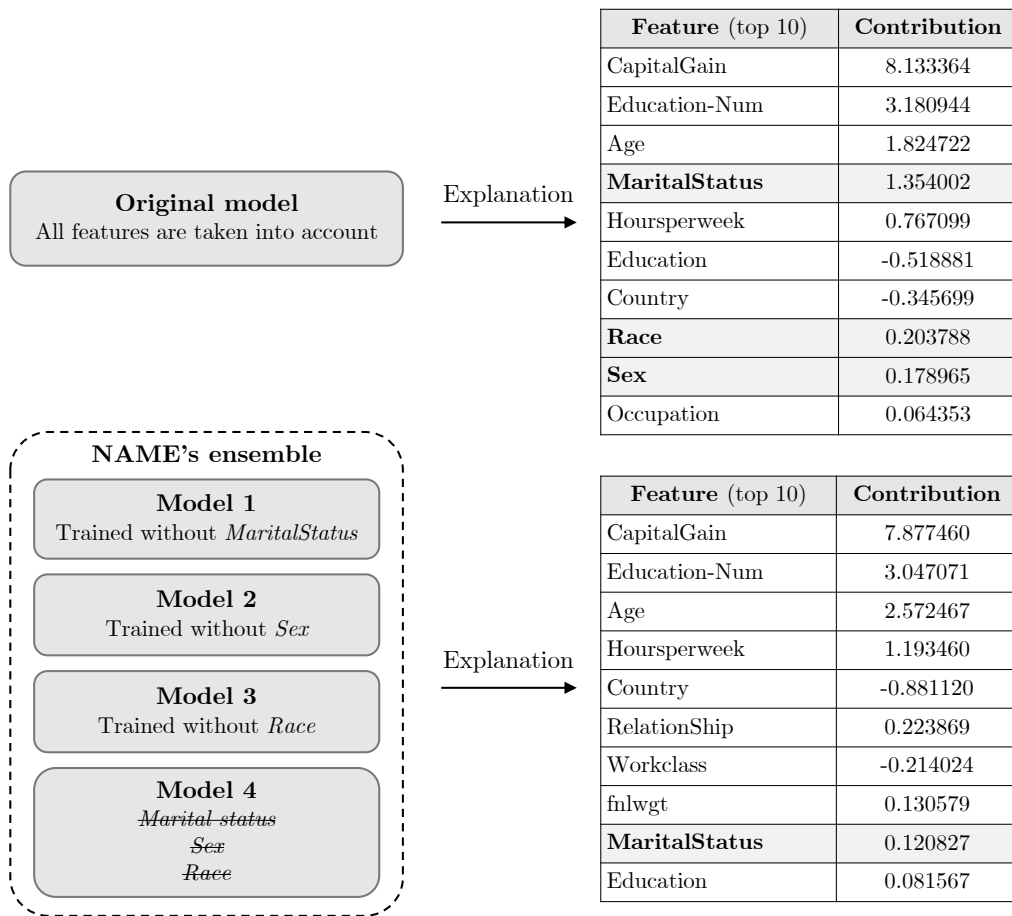 Feature (top 10) Contribution
CapitalGain 8.133364
Education-Num 3.180944
Age 1.824722
MaritalStatus 1.354002
Hoursperweek 0.767099
Education -0.518881
Country -0.345699
Race 0.203788
Sex 0.178965
Occupation 0.064353
Original model
All features are taken into account
Explanation
NAME's ensemble
Model 1
Trained without MaritalStatus
Model 2
Trained without Sex
Model 3
Trained without Race
Model 4
Marital status
Sex
Race
Explanation
Feature (top 10) Contribution
CapitalGain 7.877460
Education-Num 3.047071
Age 2.572467
Hoursperweek 1.193460
Country -0.881120
RelationShip 0.223869
Workclass -0.214024
fnlwgt 0.130579
MaritalStatus 0.120827
Education 0.081567